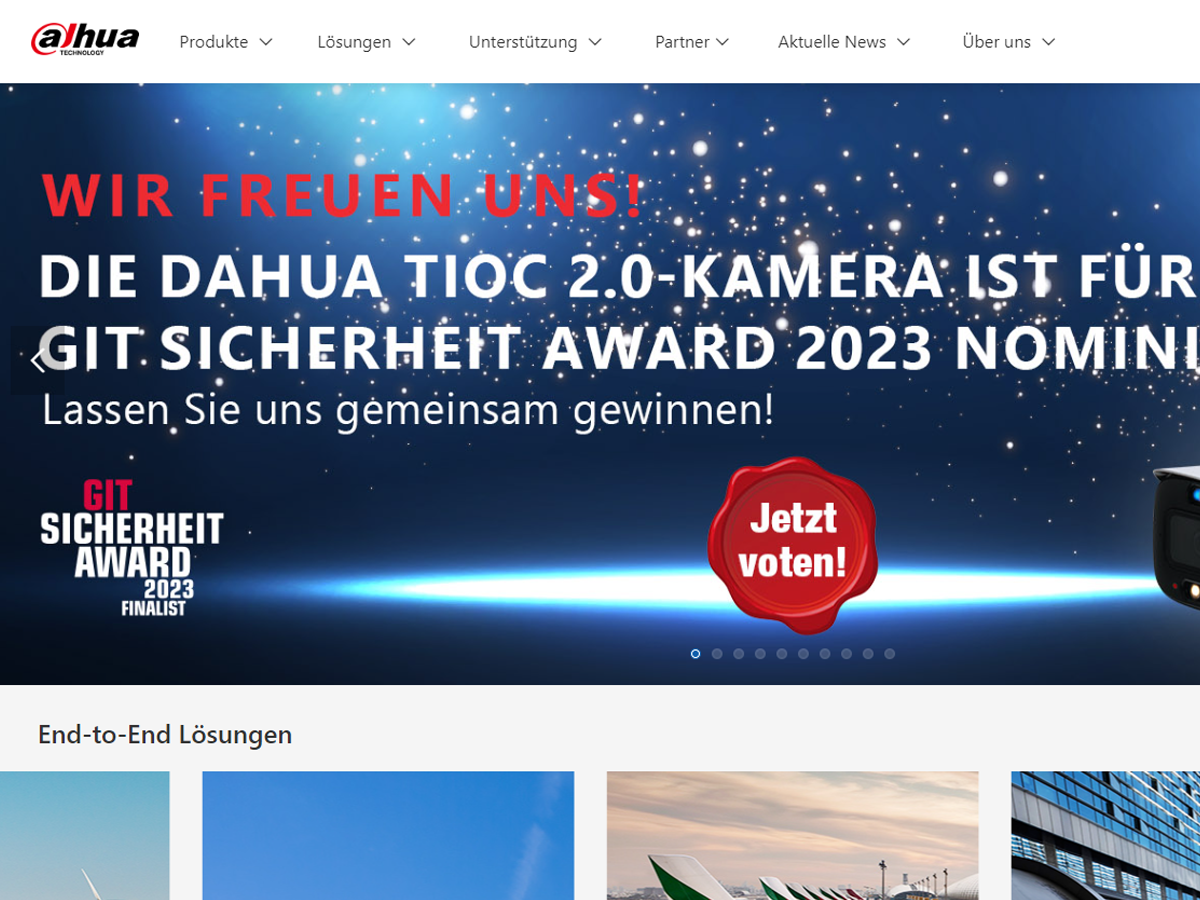 alhua
TECHNOLOGY
Produkte
Lösungen
Unterstützung
Partner
Aktuelle News
Über uns
WIR FREUEN UNS!
DIE DAHUA TIOC 2.0-KAMERA IST FÜR
GIT SICHERHEIT AWARD 2023 NOMINI
Lassen Sie uns gemeinsam gewinnen!
GIT
SICHERHEIT
AWARD
2023
FINALIST
Jetzt
voten!
End-to-End Lösungen